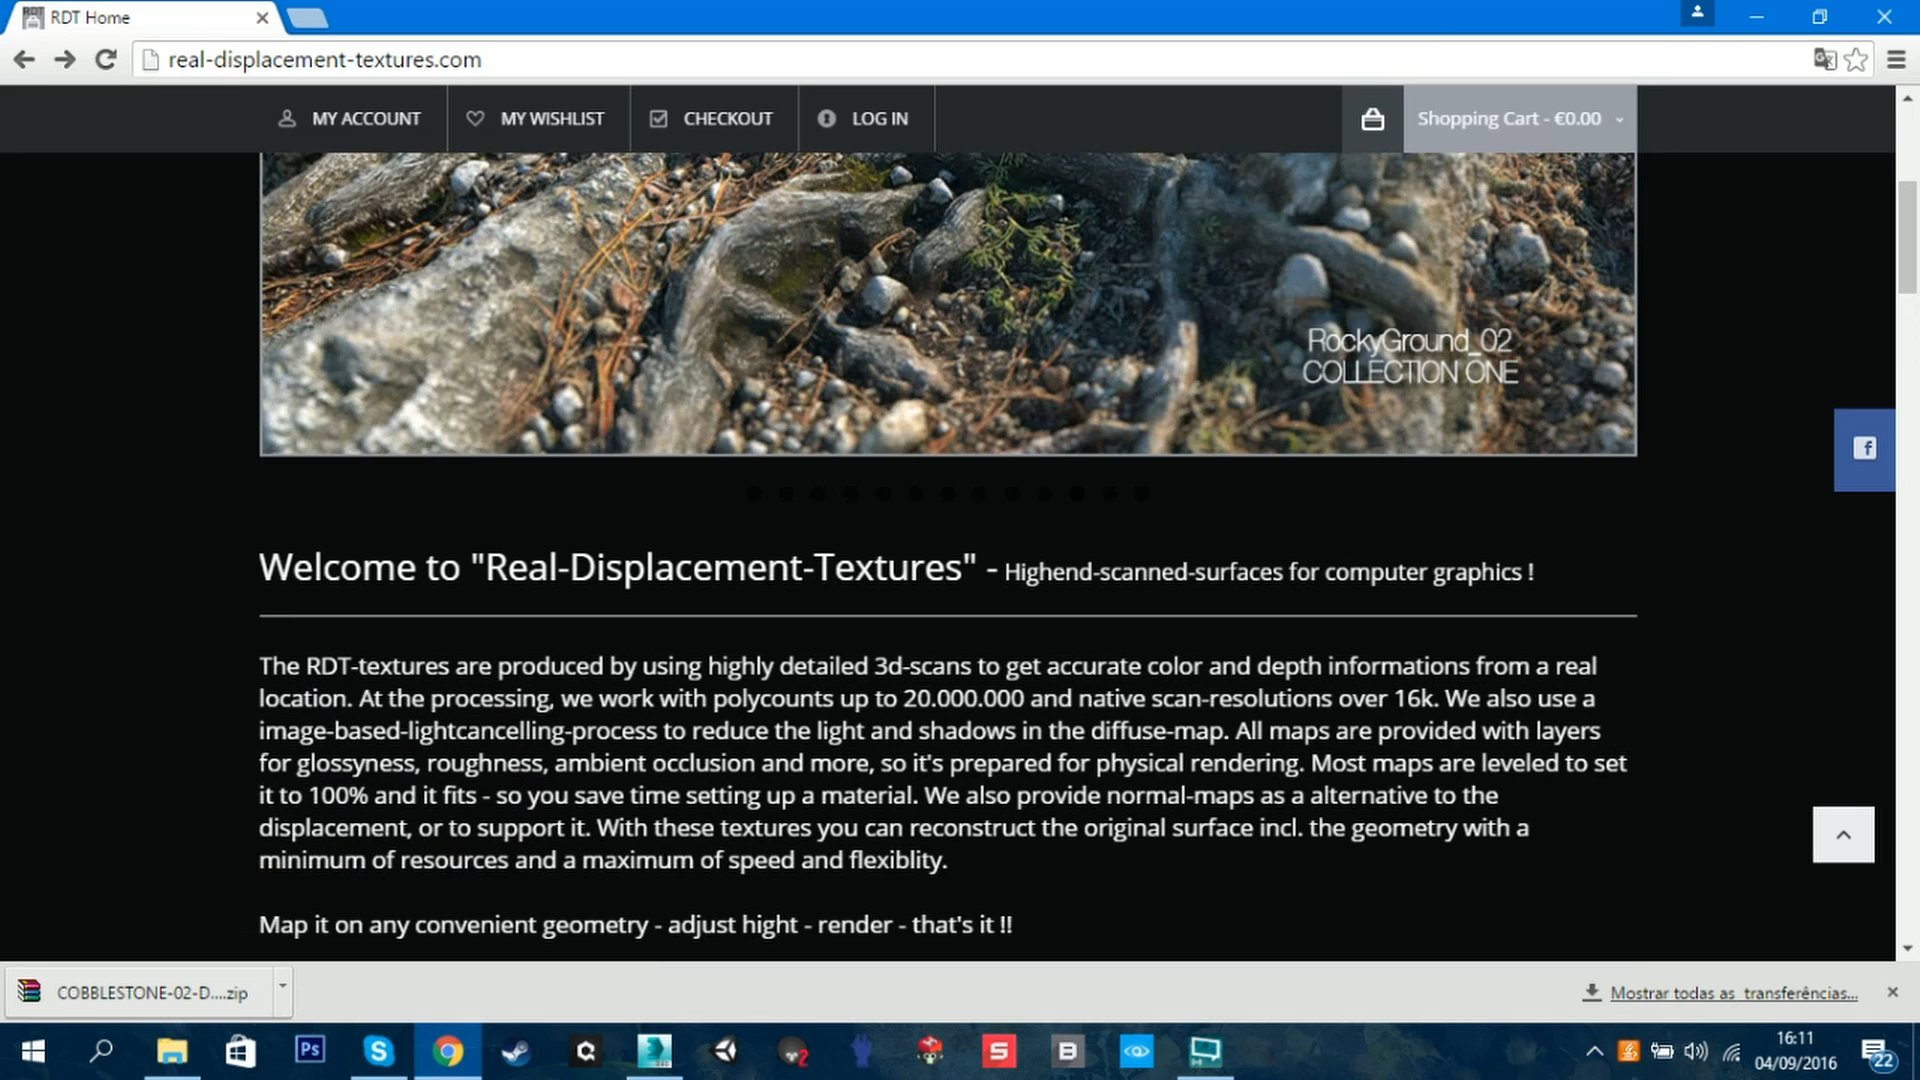 RDT Home
real-displacement-textures.com
MY ACCOUNT
MY WISHLIST
CHECKOUT
LOG IN
Shopping Cart - €0.00
RockyGround_02
COLLECTION ONE
Welcome to "Real-Displacement-Textures" - Highend-scanned-surfaces for computer graphics !
The RDT-textures are produced by using highly detailed 3d-scans to get accurate color and depth informations from a real
location. At the processing, we work with polycounts up to 20.000.000 and native scan-resolutions over 16k. We also use a
image-based-lightcancelling-process to reduce the light and shadows in the diffuse-map. All maps are provided with layers
for glossyness, roughness, ambient occlusion and more, so it's prepared for physical rendering. Most maps are leveled to set
it to 100% and it fits - so you save time setting up a material. We also provide normal-maps as a alternative to the
displacement, or to support it. With these textures you can reconstruct the original surface incl. the geometry with a
minimum of resources and a maximum of speed and flexiblity.
Map it on any convenient geometry - adjust hight - render - that's it !!
COBBLESTONE-02-D....zip
Mostrar todas as transferências...
Ps
S
B
2
16:11
04/09/2016
22